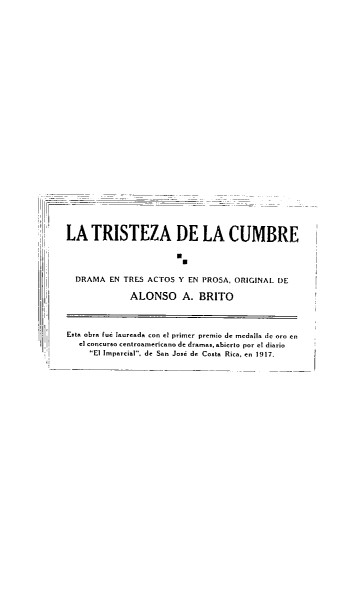 LA TRISTEZA DE LA CUMBRE
DRAMA EN TRES ACTOS Y EN PROSA, ORIGINAL DE
ALONSO A. BRITO
Esta obra fué laureada con el primer premio de medalla de oro en
el concurso centroamericano de dramas, abierto por el diario
"El Imparcial", de San José de Costa Rica, en 1917.